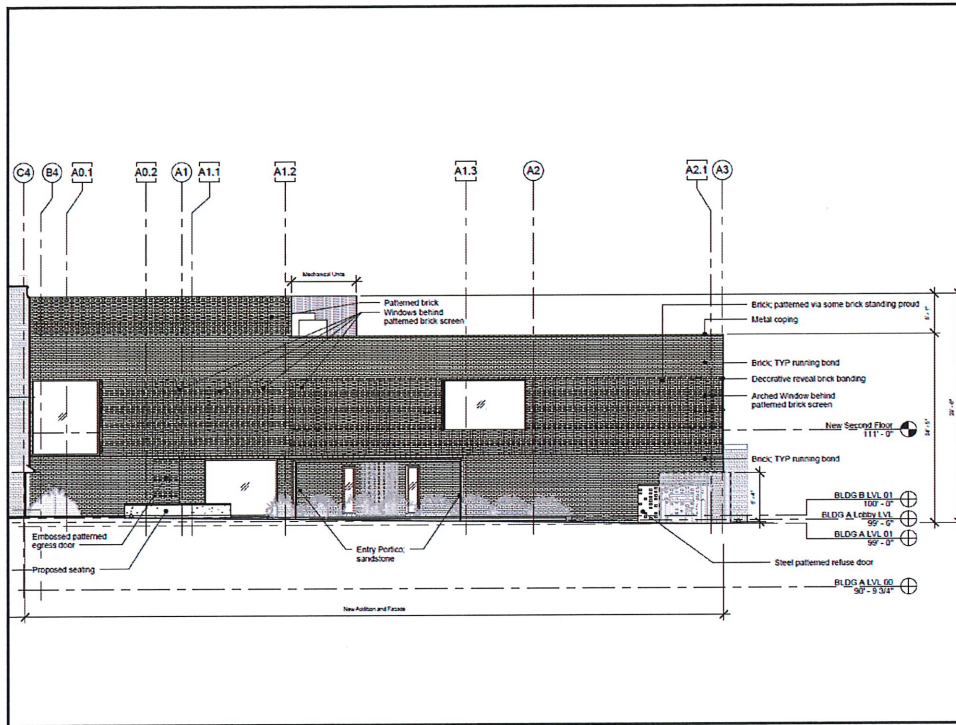 C4 B4 A0.1 A0.2 A1 A1.1 A1.2 A1.3 A2 A2.1 A3
Mechanical Units
Patterned brick
Windows behind
patterned brick screen
Brick; patterned via some brick standing proud
Metal coping
Brick; TYP running bond
Decorative reveal brick banding
Arched Window behind
patterned brick screen
New Second Floor
111' - 0"
Brick; TYP running bond
BLDG B LVL 01
100' - 0"
BLDG A Lobby LVL
99' - 6"
BLDG A LVL 01
99' - 0"
Embossed patterned
egress door
Proposed seating
Entry Portico;
sandstone
Steel patterned refuse door
BLDG A LVL 00
90' - 9 3/4"
New Addition and Facade